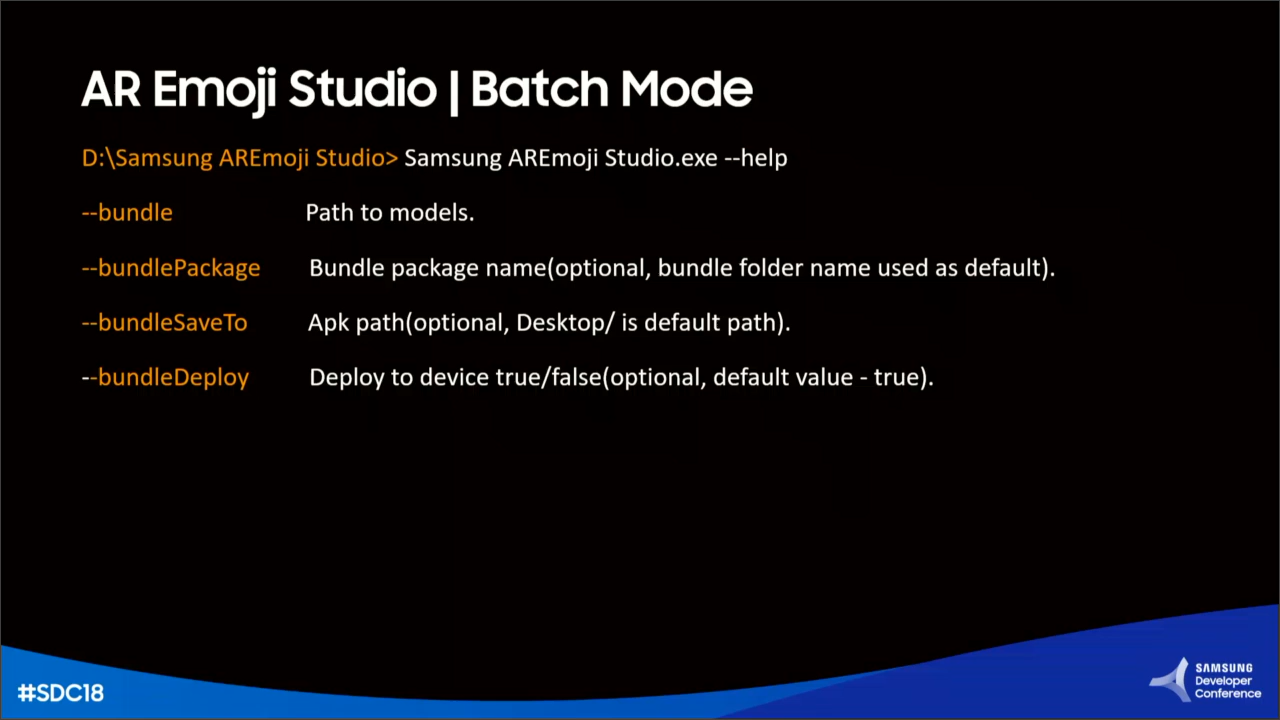 AR Emoji Studio | Batch Mode
D:\Samsung AREmoji Studio> Samsung AREmoji Studio.exe --help
--bundle Path to models.
--bundlePackage Bundle package name(optional, bundle folder name used as default).
--bundleSaveTo Apk path(optional, Desktop/ is default path).
--bundleDeploy Deploy to device true/false(optional, default value - true).
#SDC18
SAMSUNG
Developer
Conference